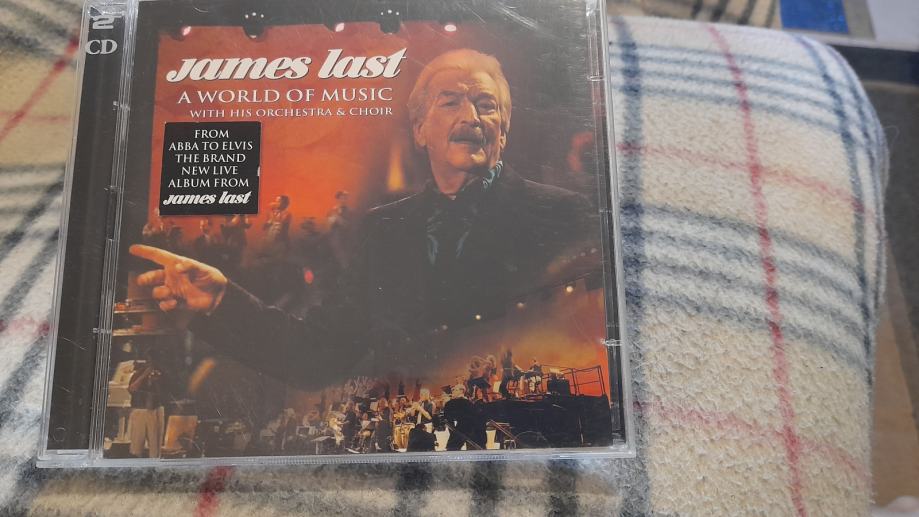 2
CD
james last
A WORLD OF MUSIC
WITH HIS ORCHESTRA & CHOIR
FROM
ABBA TO ELVIS
THE BRAND
NEW LIVE
ALBUM FROM
james last